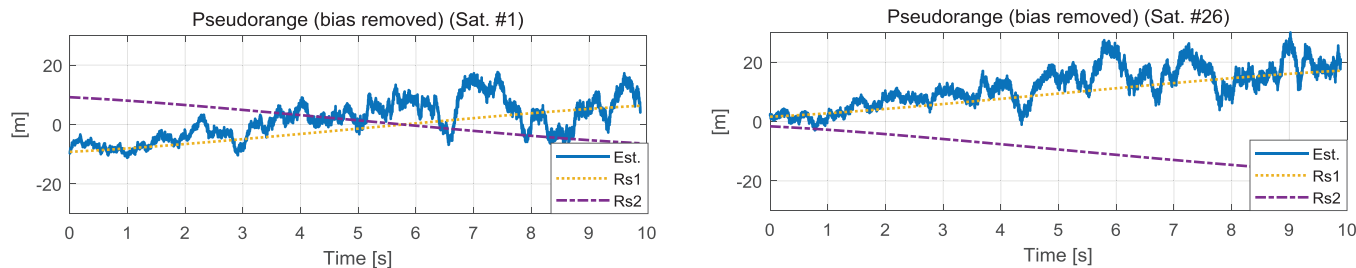 Pseudorange (bias removed) (Sat. #1)
20
0
-20
[m]
0 1 2 3 4 5 6 7 8 9 10
Time [s]
Est.
Rs1
Rs2
Pseudorange (bias removed) (Sat. #26)
20
0
-20
[m]
0 1 2 3 4 5 6 7 8 9 10
Time [s]
Est.
Rs1
Rs2